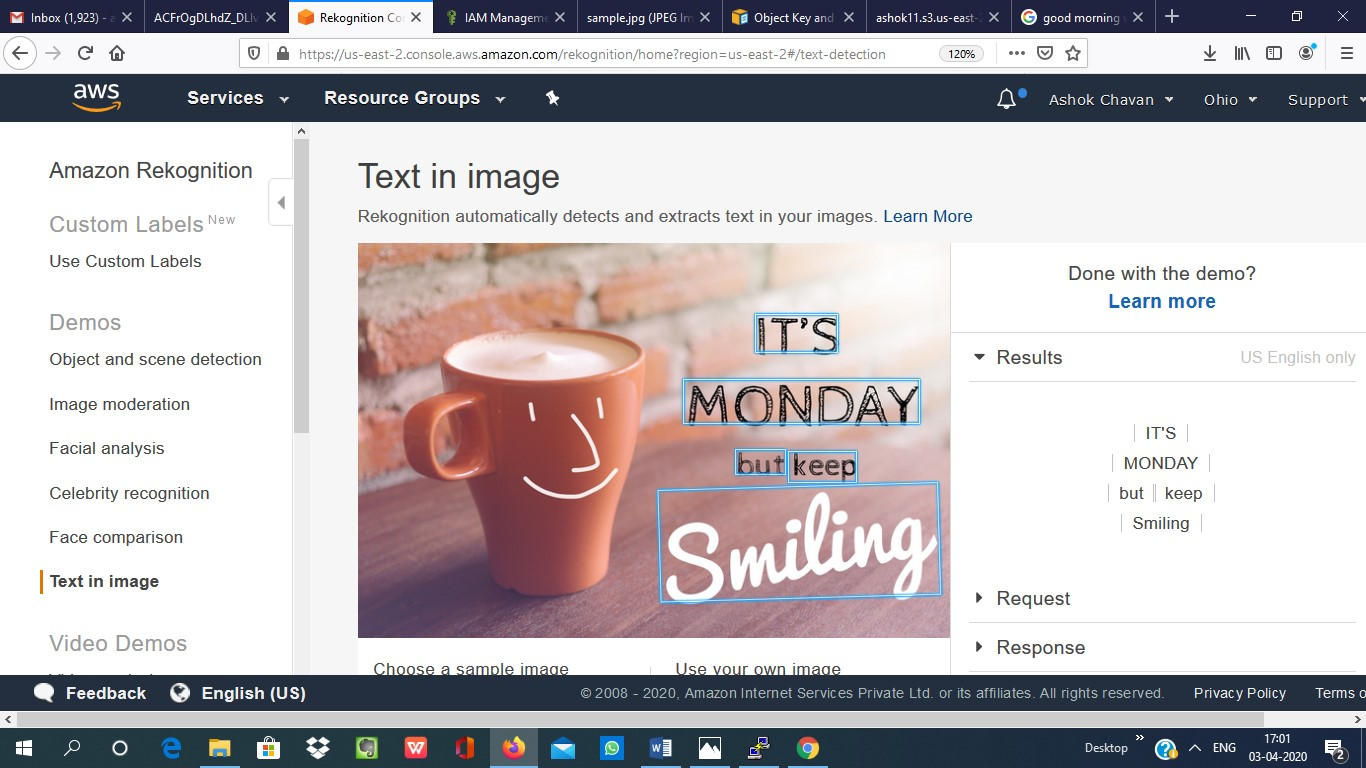 Inbox (1,923) - a
ACFrOgDLhdZ_DLlv
Rekognition Co
IAM Managem
sample.jpg (JPEG Im
Object Key and
ashok11.s3.us-east-2
good morning
https://us-east-2.console.aws.amazon.com/rekognition/home?region=us-east-2#/text-detection
120%
aws
Services
Resource Groups
Ashok Chavan
Ohio
Support
Amazon Rekognition
Custom Labels New
Use Custom Labels
Demos
Object and scene detection
Image moderation
Facial analysis
Celebrity recognition
Face comparison
Text in image
Video Demos
Text in image
Rekognition automatically detects and extracts text in your images. Learn More
IT'S
MONDAY
but keep
Smiling
Choose a sample image
Use your own image
Done with the demo?
Learn more
Results
US English only
IT'S
MONDAY
but keep
Smiling
Request
Response
Feedback
English (US)
© 2008 - 2020, Amazon Internet Services Private Ltd. or its affiliates. All rights reserved.
Privacy Policy
Terms o
Desktop
ENG
17:01
03-04-2020
2